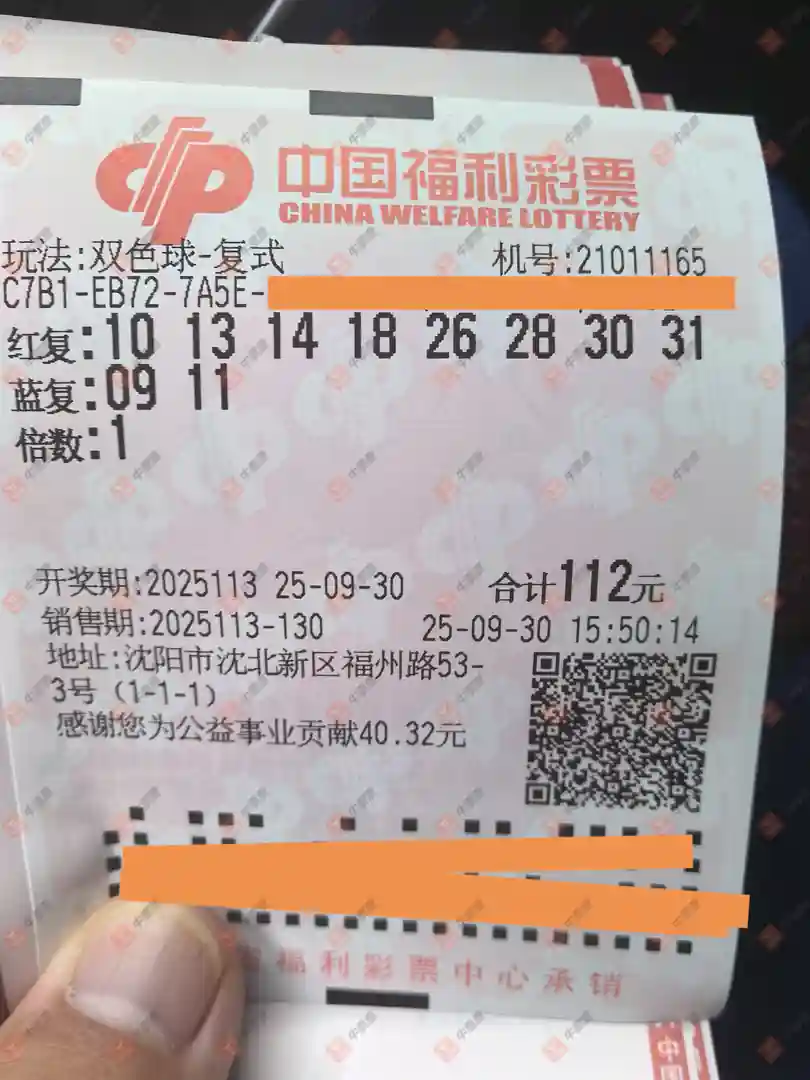 中国福利彩票
CHINA WELFARE LOTTERY
玩法:双色球-复式 机号:21011165
C7B1-EB72-7A5E-
红复:10 13 14 18 26 28 30 31
蓝复:09 11
倍数:1
开奖期:2025113 25-09-30 合计112元
销售期:2025113-130 25-09-30 15:50:14
地址:沈阳市沈北新区福州路53-
3号(1-1-1)
感谢您为公益事业贡献40.32元
福利彩票中心承销
中国